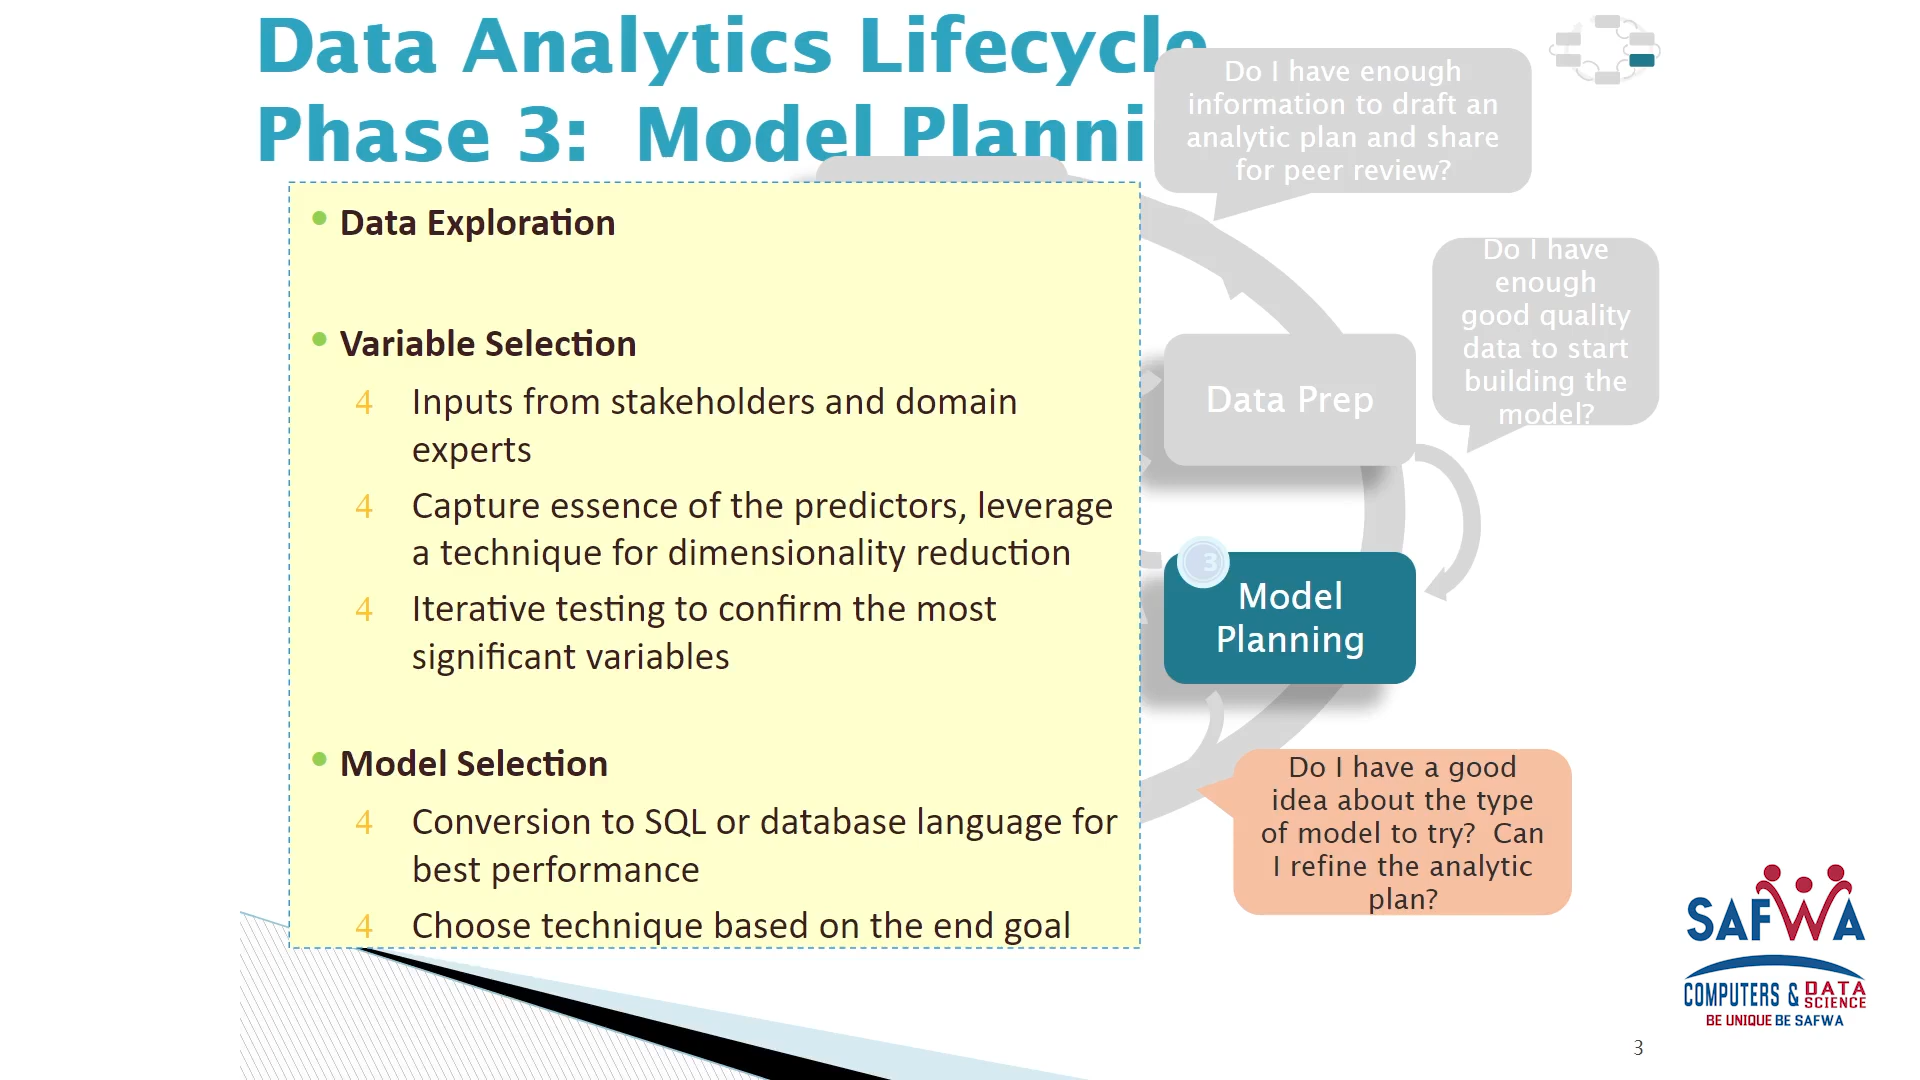 Data Analytics Lifecycle
Phase 3: Model Planni
Do I have enough
information to draft an
analytic plan and share
for peer review?
• Data Exploration
• Variable Selection
4 Inputs from stakeholders and domain
experts
4 Capture essence of the predictors, leverage
a technique for dimensionality reduction
4 Iterative testing to confirm the most
significant variables
• Model Selection
4 Conversion to SQL or database language for
best performance
4 Choose technique based on the end goal
Do I have
enough
good quality
data to start
building the
model?
Data Prep
3
Model
Planning
Do I have a good
idea about the type
of model to try? Can
I refine the analytic
plan?
SAFWA
COMPUTERS & DATA
SCIENCE
BE UNIQUE BE SAFWA
3